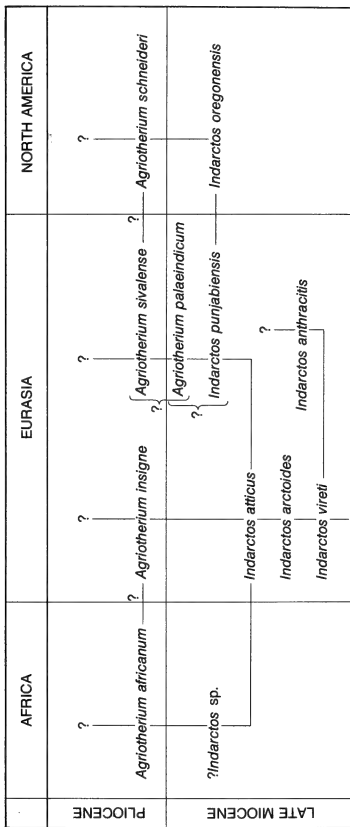 AFRICA EURASIA NORTH AMERICA
PLIOCENE
? ? ? ?
Agriotherium africanum ? Agriotherium insigne Agriotherium sivalense ? Agriotherium schneideri
?
Agriotherium palaeindicum
LATE MIOCENE
?
?Indarctos sp. Indarctos punjabiensis Indarctos oregonensis
Indarctos atticus
?
Indarctos arctoides
Indarctos anthracitis
Indarctos vireti